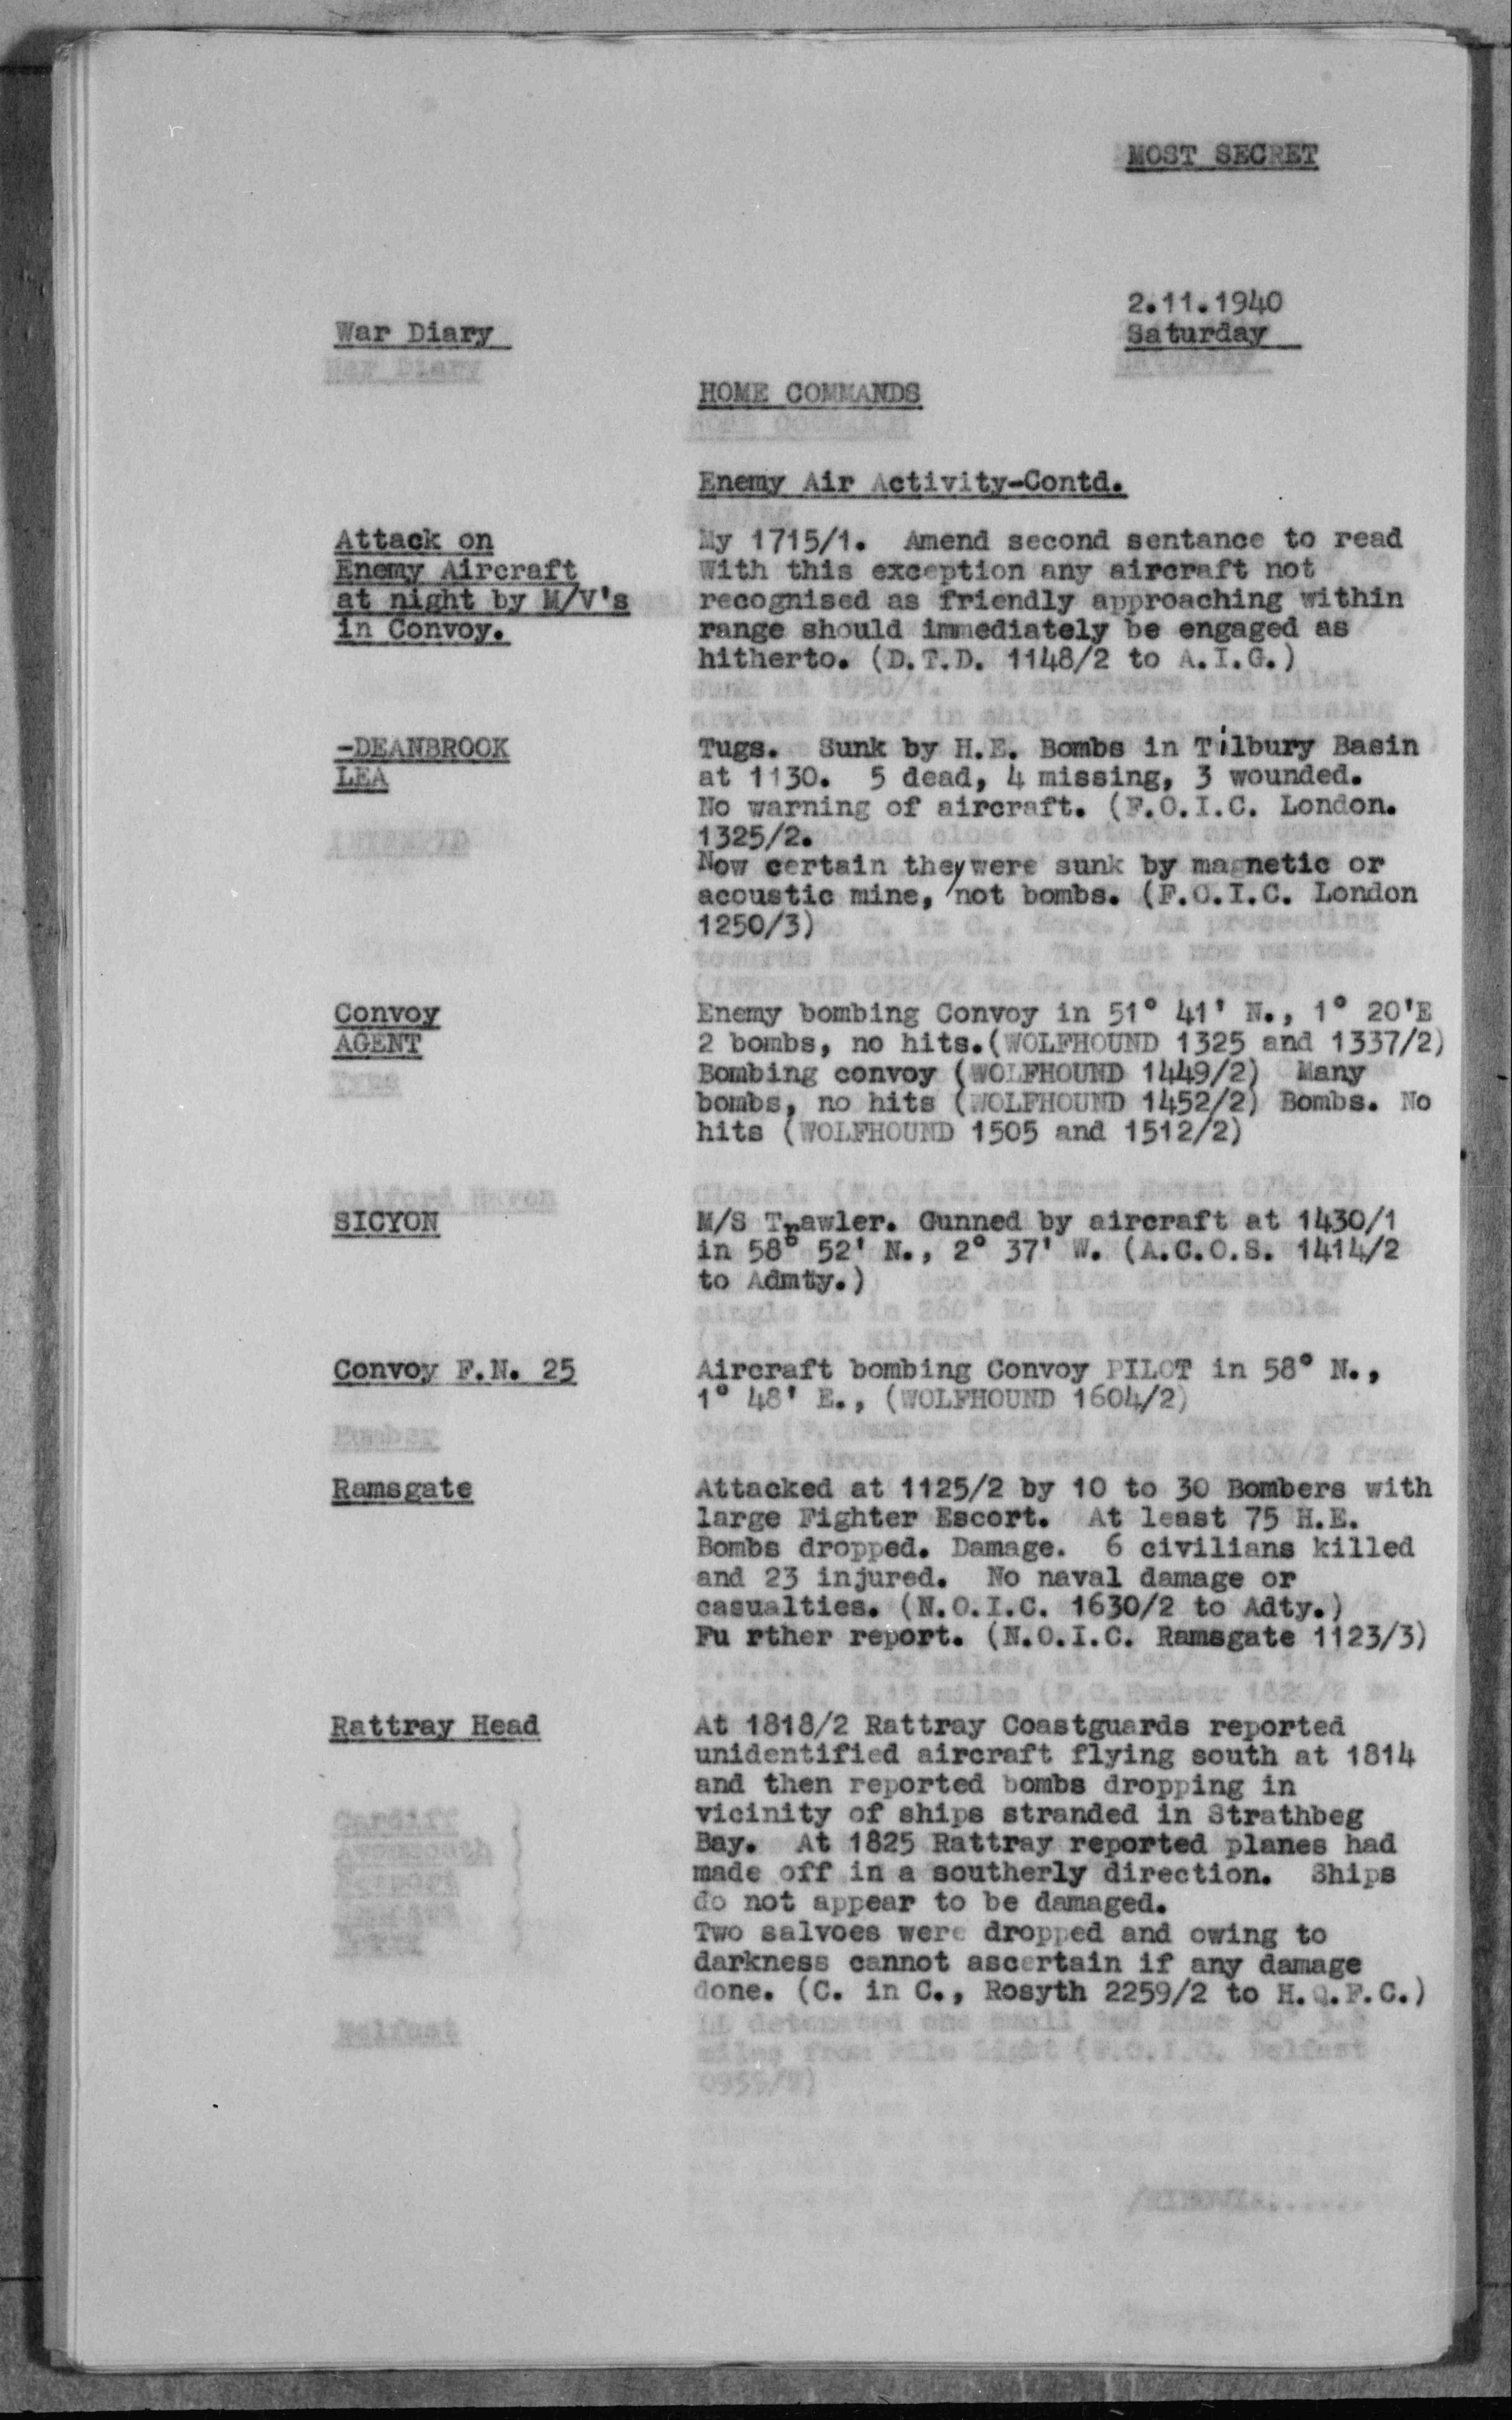 MOST SECRET
2.11.1940
War Diary
Saturday
HOME COMMANDS
Enemy Air Activity-Contd.
Attack on
Enemy Aircraft
at night by M/V's
in Convoy.
My 1715/1. Amend second sentance to read
With this exception any aircraft not
recognised as friendly approaching within
range should immediately be engaged as
hitherto. (D.T.D. 1148/2 to A.I.G.)
-DEANBROOK
LEA
Tugs. Sunk by H.E. Bombs in Tilbury Basin
at 1130. 5 dead, 4 missing, 3 wounded.
No warning of aircraft. (F.O.I.C. London.
1325/2.
Now certain they/were sunk by magnetic or
acoustic mine, not bombs. (F.O.I.C. London
1250/3)
Convoy
AGENT
Enemy bombing Convoy in 51° 41' N., 1° 20'E
2 bombs, no hits.(WOLFHOUND 1325 and 1337/2)
Bombing convoy (WOLFHOUND 1449/2) Many
bombs, no hits (WOLFHOUND 1452/2) Bombs. No
hits (WOLFHOUND 1505 and 1512/2)
SICYON
M/S Trawler. Gunned by aircraft at 1430/1
in 58° 52' N., 2° 37' W. (A.C.O.S. 1414/2
to Admty.)
Convoy F.N. 25
Aircraft bombing Convoy PILOT in 58° N.,
1° 48' E., (WOLFHOUND 1604/2)
Ramsgate
Attacked at 1125/2 by 10 to 30 Bombers with
large Fighter Escort. At least 75 H.E.
Bombs dropped. Damage. 6 civilians killed
and 23 injured. No naval damage or
casualties. (N.O.I.C. 1630/2 to Adty.)
Fu rther report. (N.O.I.C. Ramsgate 1123/3)
Rattray Head
At 1818/2 Rattray Coastguards reported
unidentified aircraft flying south at 1814
and then reported bombs dropping in
vicinity of ships stranded in Strathbeg
Bay. At 1825 Rattray reported planes had
made off in a southerly direction. Ships
do not appear to be damaged.
Two salvoes were dropped and owing to
darkness cannot ascertain if any damage
done. (C. in C., Rosyth 2259/2 to H.Q.F.C.)